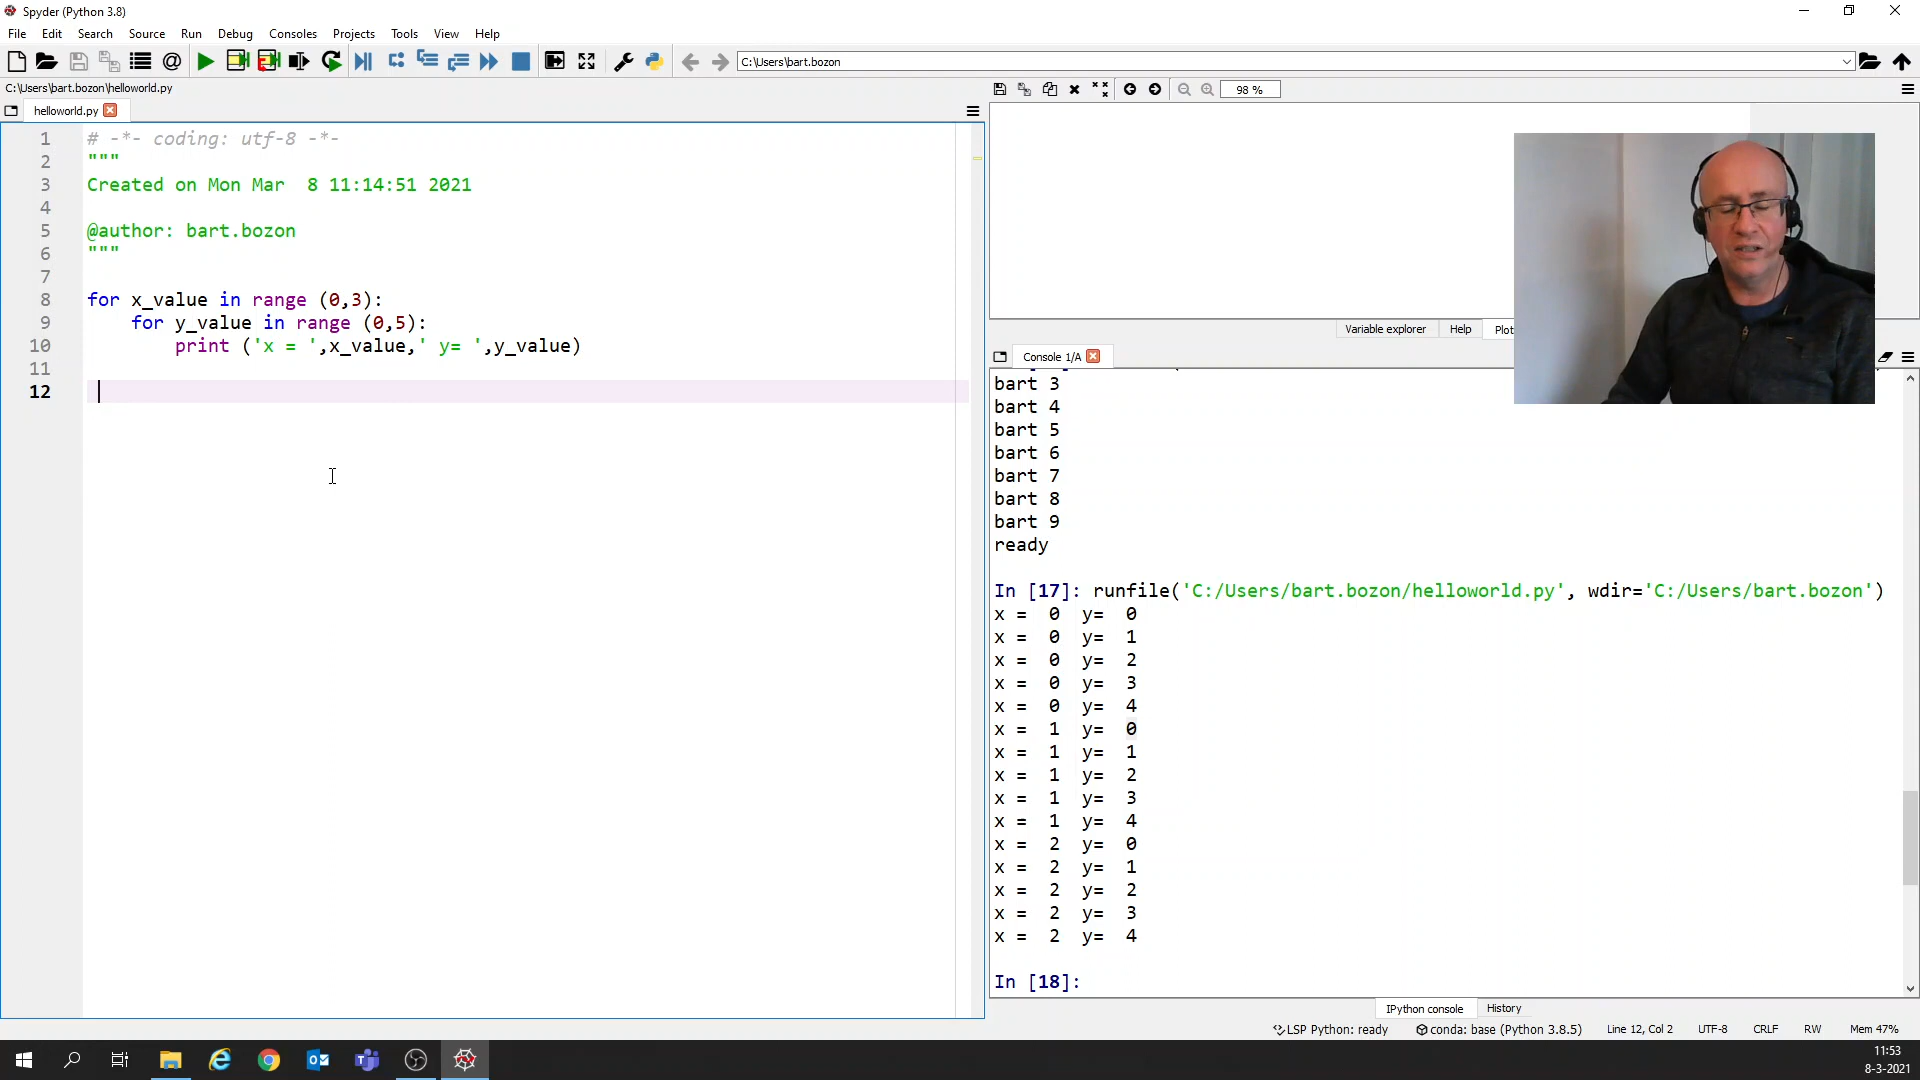 Spyder (Python 3.8)
File Edit Search Source Run Debug Consoles Projects Tools View Help
C:\Users\bart.bozon
C:\Users\bart.bozon\helloworld.py
98 %
helloworld.py
1 # -*- coding: utf-8 -*-
2 """
3 Created on Mon Mar  8 11:14:51 2021
4
5 @author: bart.bozon
6 """
7
8 for x_value in range (0,3):
9     for y_value in range (0,5):
10         print ('x = ',x_value,' y= ',y_value)
11
12
Variable explorer Help Plot
Console 1/A
bart 3
bart 4
bart 5
bart 6
bart 7
bart 8
bart 9
ready
In [17]: runfile('C:/Users/bart.bozon/helloworld.py', wdir='C:/Users/bart.bozon')
x =  0  y=  0
x =  0  y=  1
x =  0  y=  2
x =  0  y=  3
x =  0  y=  4
x =  1  y=  0
x =  1  y=  1
x =  1  y=  2
x =  1  y=  3
x =  1  y=  4
x =  2  y=  0
x =  2  y=  1
x =  2  y=  2
x =  2  y=  3
x =  2  y=  4
In [18]:
IPython console History
LSP Python: ready conda: base (Python 3.8.5) Line 12, Col 2 UTF-8 CRLF RW Mem 47%
11:53
8-3-2021